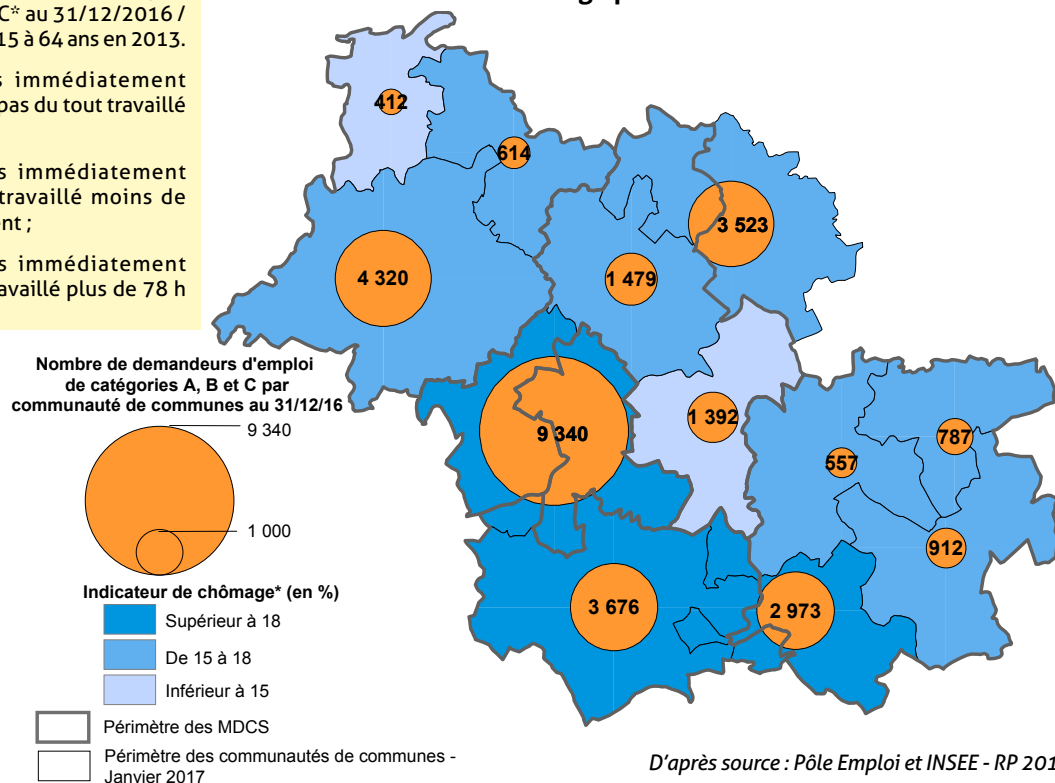 C* au 31/12/2016 /
15 à 64 ans en 2013.
immédiatement
pas du tout travaillé
immédiatement
travaillé moins de
immédiatement
plus de 78 h
412
614
3 523
4 320
1 479
9 340
1 392
787
557
912
3 676
2 973
Nombre de demandeurs d'emploi
de catégories A, B et C par
communauté de communes au 31/12/16
9 340
1 000
Indicateur de chômage* (en %)
Supérieur à 18
De 15 à 18
Inférieur à 15
Périmètre des MDCS
Périmètre des communautés de communes -
Janvier 2017
D'après source : Pôle Emploi et INSEE - RP